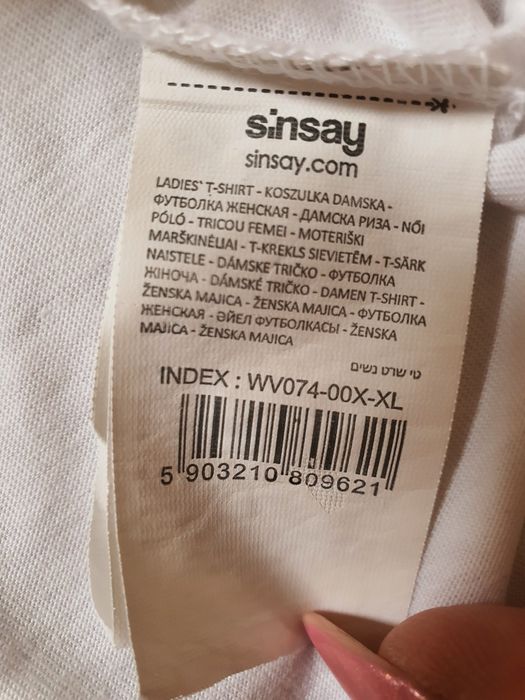 sinsay
sinsay.com
LADIES' T-SHIRT - KOSZULKA DAMSKA -
ФУТБОЛКА ЖЕНСКАЯ - ДАМСКА РИЗА - NŐI
PÓLÓ - TRICOU FEMEI - MOTERIŠKI
MARŠKINĖLIAI - T-KREKLS SIEVIETĒM - T-SÄRK
NAISTELE - DÁMSKE TRIČKO - ФУТБОЛКА
ЖІНОЧА - DÁMSKÉ TRIČKO - DAMEN T-SHIRT -
ŽENSKA MAJICA - ŽENSKA MAJICA - ФУТБОЛКА
ЖЕНСКАЯ - ӘЙЕЛ ФУТБОЛКАСЫ - ŽENSKA
MAJICA - ŽENSKA MAJICA
טי שרט נשים
INDEX : WV074-00X-XL
5 903210 809621